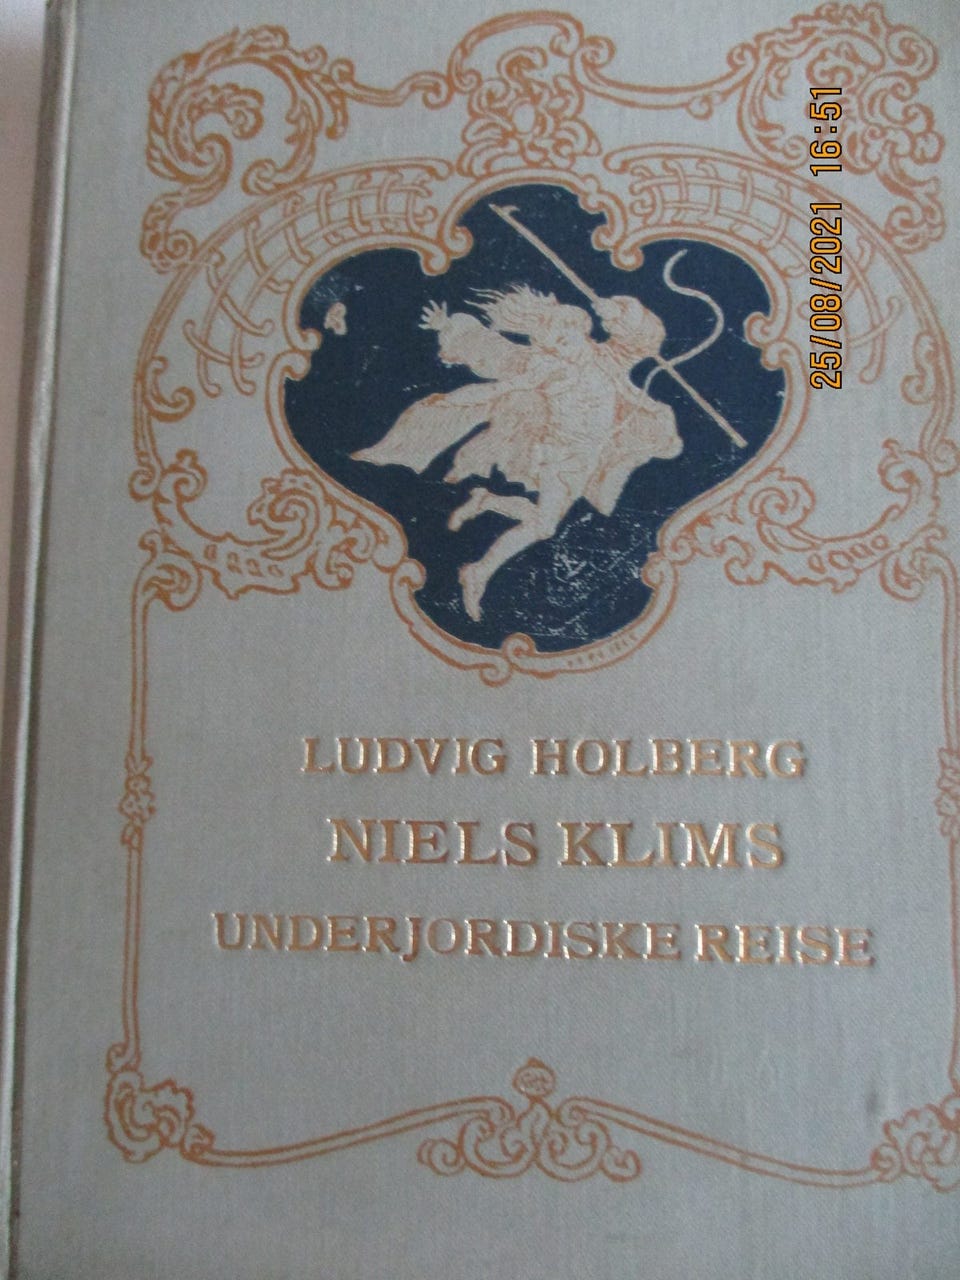 LUDVIG HOLBERG
NIELS KLIMS
UNDERJORDISKE REISE
25/08/2021 16:51